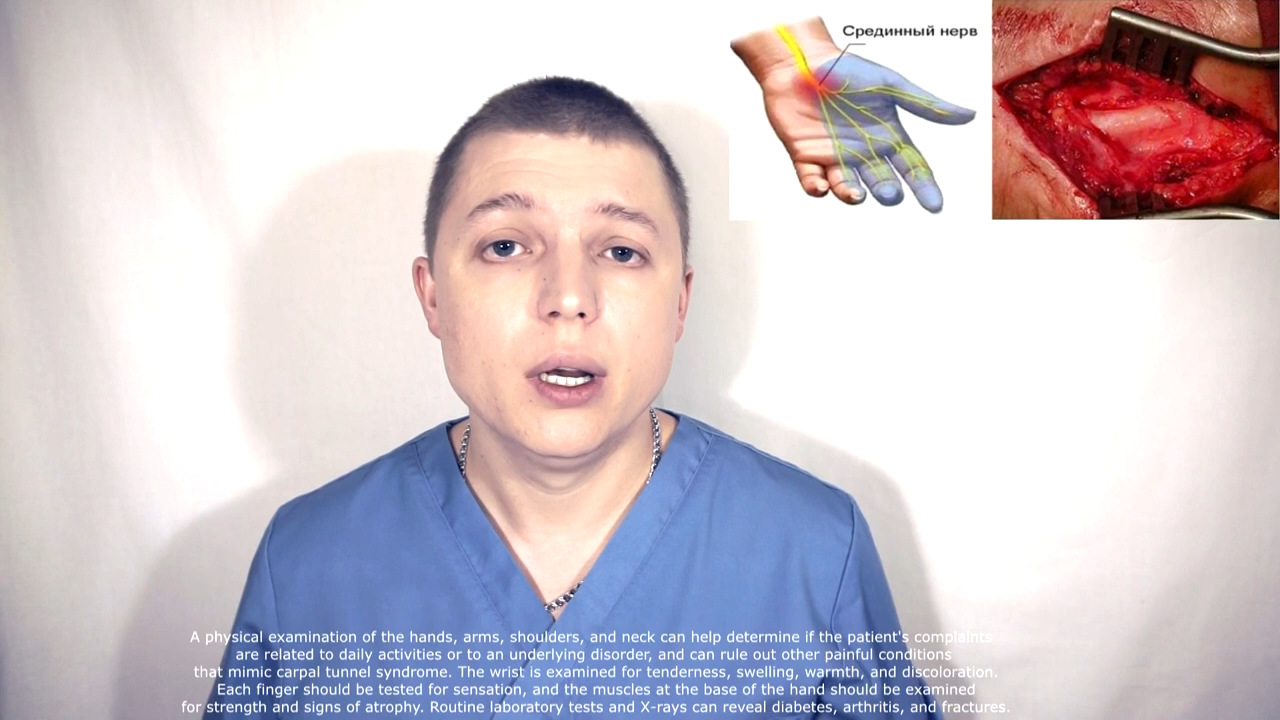 Срединный нерв
A physical examination of the hands, arms, shoulders, and neck can help determine if the patient's complaints
are related to daily activities or to an underlying disorder, and can rule out other painful conditions
that mimic carpal tunnel syndrome. The wrist is examined for tenderness, swelling, warmth, and discoloration.
Each finger should be tested for sensation, and the muscles at the base of the hand should be examined
for strength and signs of atrophy. Routine laboratory tests and X-rays can reveal diabetes, arthritis, and fractures.